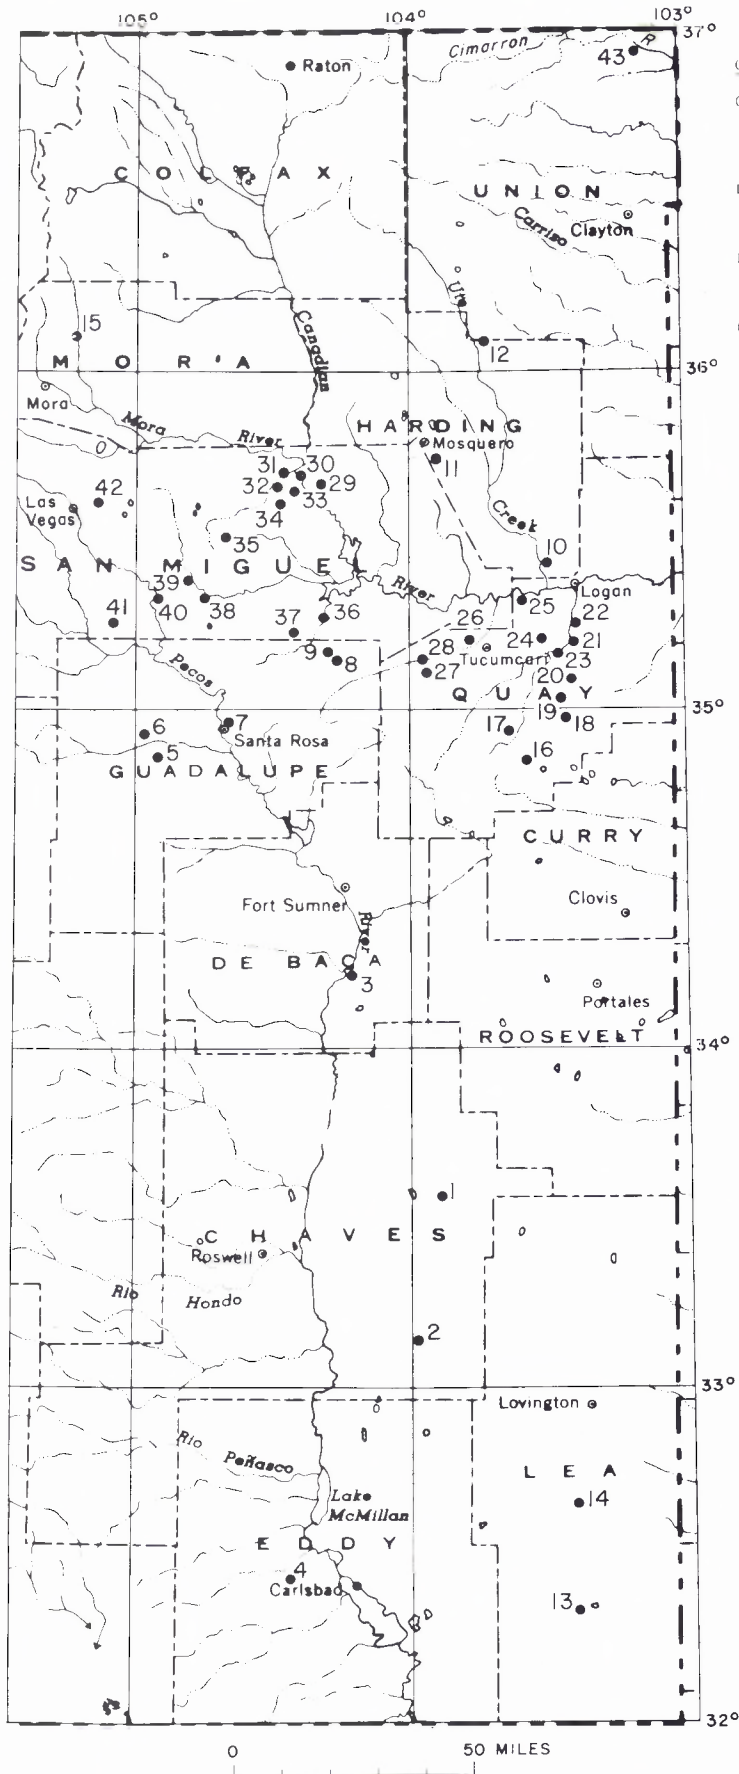 105° 104° 103°
37°
Cimarron R
43
Raton
COLFAX
UNION
Carrizo Clayton
Ute
15
Canadian
12
MORA
36°
Mora
HARDING
Mora River
Mosquero
11
31 30
32 29
33
34
42
Las
Vegas
35
Creek
10
SAN MIGUEL
39
River
Logan
41 40 38
36
25
22
37
26
24 21
9 8
28
Tucumcari 23
27
20
Pecos
QUAY
35°
19 18
17
7
6
Santa Rosa
5
16
GUADALUPE
CURRY
Fort Sumner
Clovis
River
DE BACA
3
Portales
ROOSEVELT
34°
1
CHAVES
Roswell
Rio Hondo
2
33°
Lovington
Rio Peñasco
LEA
Lake
McMillan
14
EDDY
4
Carlsbad
13
32°
0 50 MILES